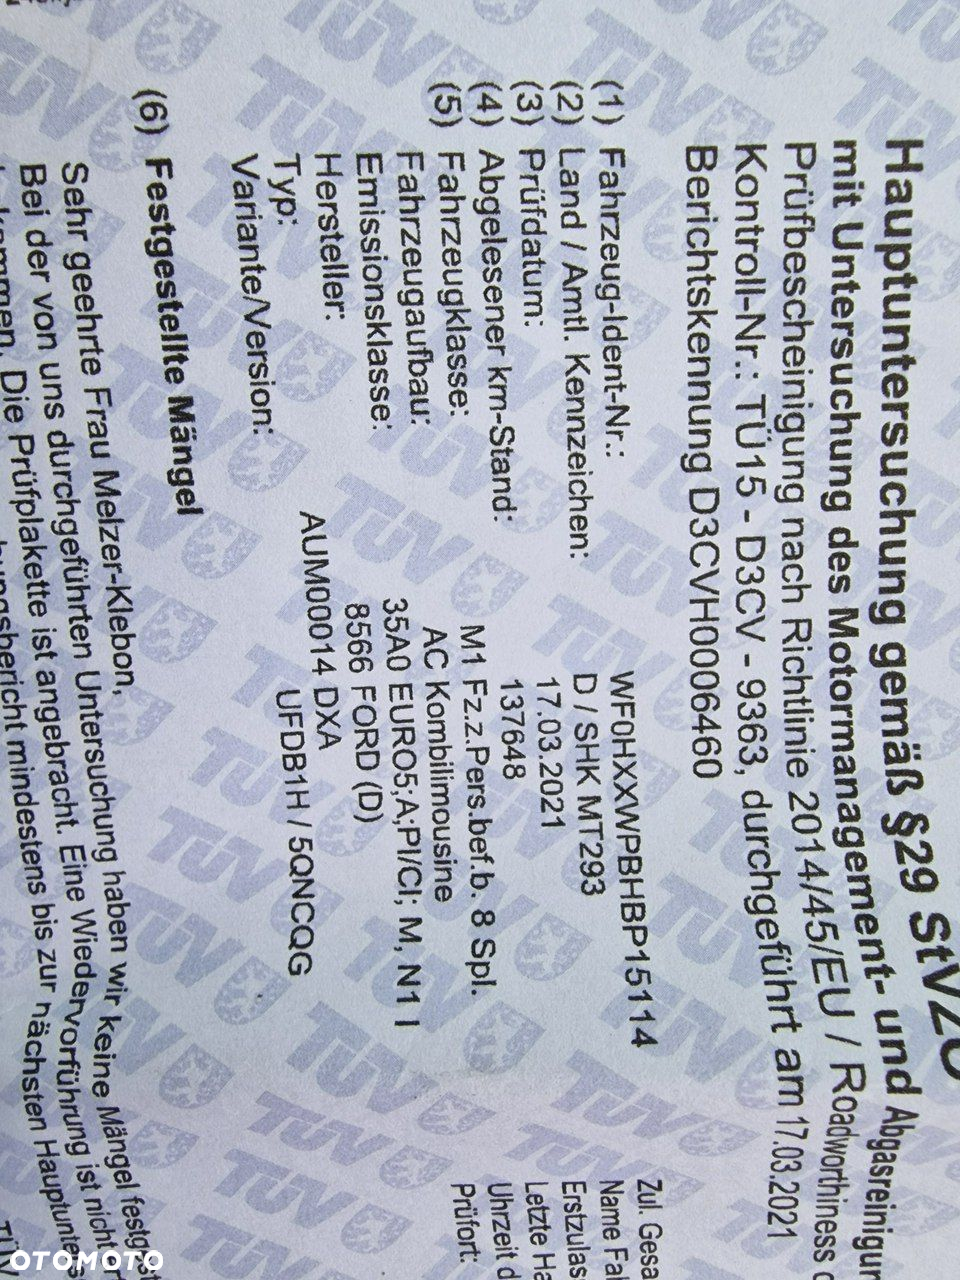 Hauptuntersuchung gemäß §29 StVZO
mit Untersuchung des Motormanagement- und Abgasreinigun
Prüfbescheinigung nach Richtlinie 2014/45/EU / Roadworthiness
Kontroll-Nr.: TÜ15 - D3CV - 9363, durchgeführt am 17.03.2021
Berichtskennung D3CVH0006460
(1) Fahrzeug-Ident-Nr.: WF0HXXWPBHBP15114
(2) Land / Amtl. Kennzeichen: D / SHK MT293
(3) Prüfdatum: 17.03.2021
(4) Abgelesener km-Stand: 137648
(5) Fahrzeugklasse: M1 Fz.z.Pers.bef.b. 8 Spl.
Fahrzeugaufbau: AC Kombilimousine
Emissionsklasse: 35A0 EURO5;A;PI/CI; M, N1 I
Hersteller: 8566 FORD (D)
Typ: AUM00014 DXA
Variante/Version: UFDB1H / 5QNCQG
Zul. Gesa
Name Fa
Erstzulas
Letzte Ha
Uhrzeit d
Prüfort:
(6) Festgestellte Mängel
Sehr geehrte Frau Melzer-Klebon,
Bei der von uns durchgeführten Untersuchung haben wir keine Mängel festgest
Die Prüfplakette ist angebracht. Eine Wiedervorführung ist nicht
mindestens bis zur nächsten Hauptunters
OTOMOTO